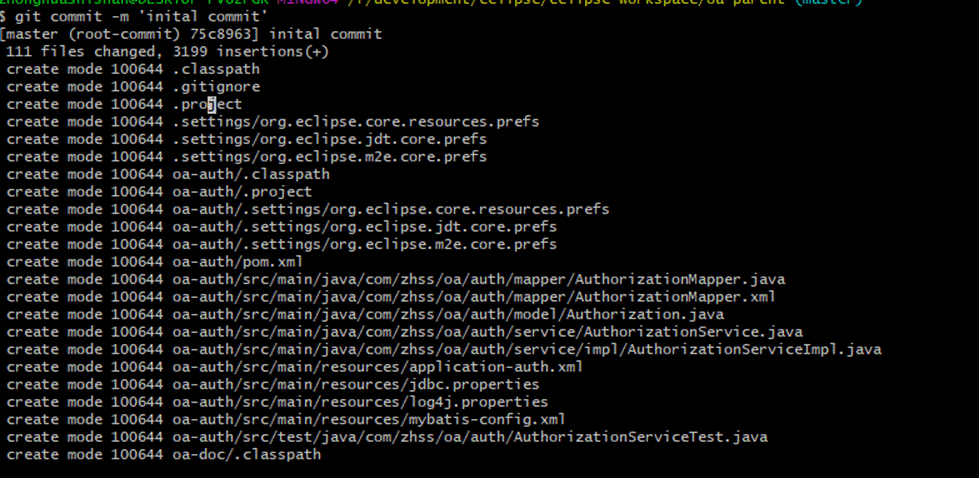 /eclipse/eclipse-workspace/oa-parent (master)
$ git commit -m 'inital commit'
[master (root-commit) 75c8963] inital commit
111 files changed, 3199 insertions(+)
create mode 100644 .classpath
create mode 100644 .gitignore
create mode 100644 .project
create mode 100644 .settings/org.eclipse.core.resources.prefs
create mode 100644 .settings/org.eclipse.jdt.core.prefs
create mode 100644 .settings/org.eclipse.m2e.core.prefs
create mode 100644 oa-auth/.classpath
create mode 100644 oa-auth/.project
create mode 100644 oa-auth/.settings/org.eclipse.core.resources.prefs
create mode 100644 oa-auth/.settings/org.eclipse.jdt.core.prefs
create mode 100644 oa-auth/.settings/org.eclipse.m2e.core.prefs
create mode 100644 oa-auth/pom.xml
create mode 100644 oa-auth/src/main/java/com/zhss/oa/auth/mapper/AuthorizationMapper.java
create mode 100644 oa-auth/src/main/java/com/zhss/oa/auth/mapper/AuthorizationMapper.xml
create mode 100644 oa-auth/src/main/java/com/zhss/oa/auth/model/Authorization.java
create mode 100644 oa-auth/src/main/java/com/zhss/oa/auth/service/AuthorizationService.java
create mode 100644 oa-auth/src/main/java/com/zhss/oa/auth/service/impl/AuthorizationServiceImpl.java
create mode 100644 oa-auth/src/main/resources/application-auth.xml
create mode 100644 oa-auth/src/main/resources/jdbc.properties
create mode 100644 oa-auth/src/main/resources/log4j.properties
create mode 100644 oa-auth/src/main/resources/mybatis-config.xml
create mode 100644 oa-auth/src/test/java/com/zhss/oa/auth/AuthorizationServiceTest.java
create mode 100644 oa-doc/.classpath